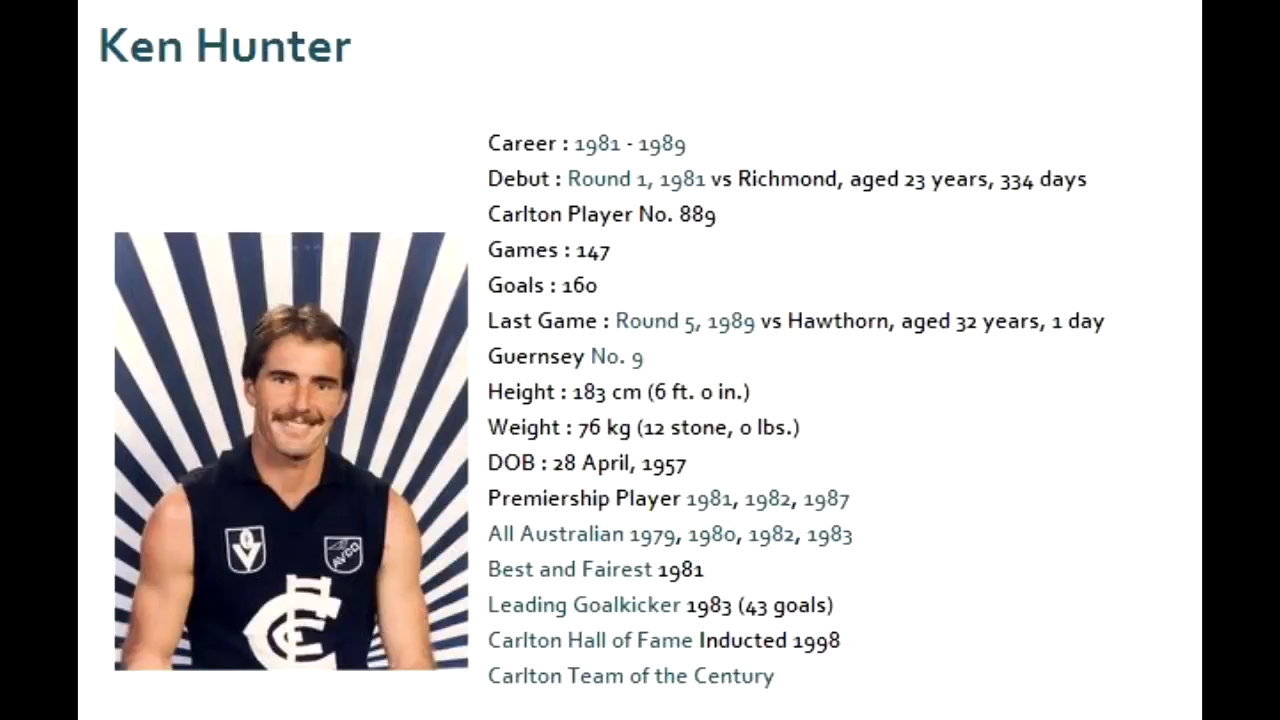 Ken Hunter
Career : 1981 - 1989
Debut : Round 1, 1981 vs Richmond, aged 23 years, 334 days
Carlton Player No. 889
Games : 147
Goals : 160
Last Game : Round 5, 1989 vs Hawthorn, aged 32 years, 1 day
Guernsey No. 9
Height : 183 cm (6 ft. 0 in.)
Weight : 76 kg (12 stone, 0 lbs.)
DOB : 28 April, 1957
Premiership Player 1981, 1982, 1987
All Australian 1979, 1980, 1982, 1983
Best and Fairest 1981
Leading Goalkicker 1983 (43 goals)
Carlton Hall of Fame Inducted 1998
Carlton Team of the Century
AVCO
CFC